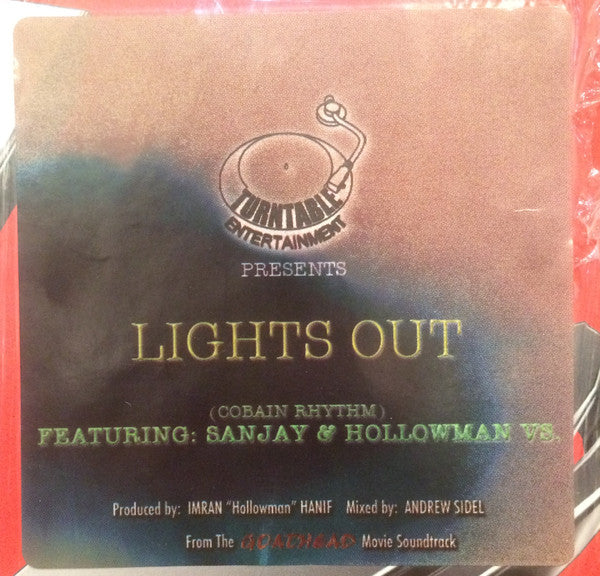 TURNTABLE
ENTERTAINMENT
PRESENTS
LIGHTS OUT
(COBAIN RHYTHM)
FEATURING: SANJAY & HOLLOWMAN VS.
Produced by: IMRAN "Hollowman" HANIF Mixed by: ANDREW SIDEL
From The GOATHEAD Movie Soundtrack